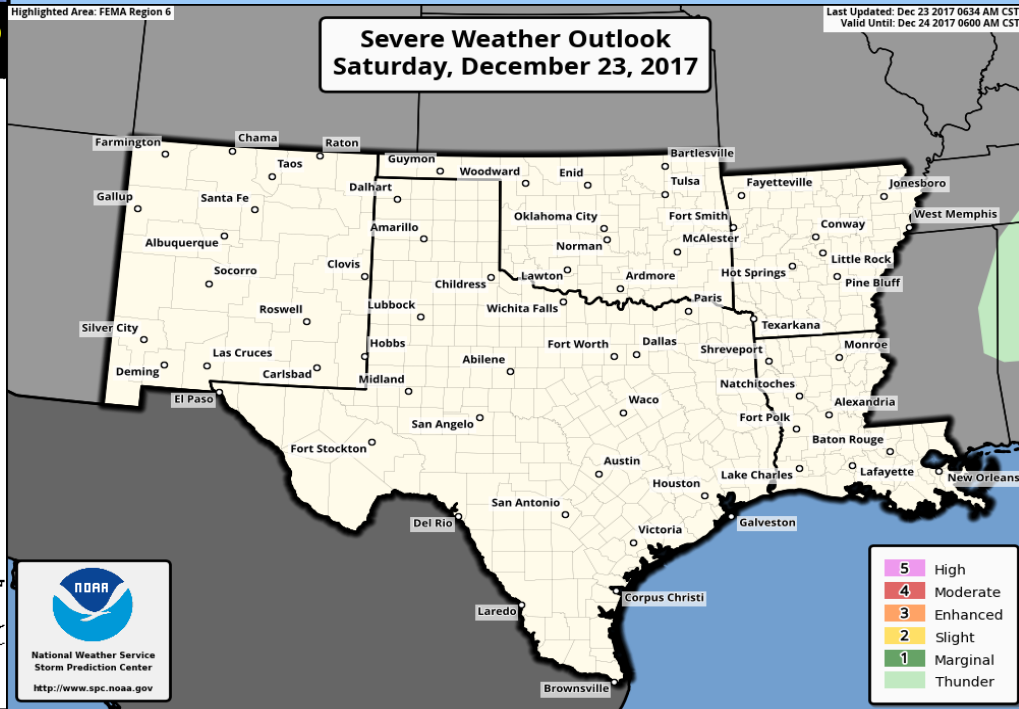 Highlighted Area: FEMA Region 6
Last Updated: Dec 23 2017 0634 AM CST
Valid Until: Dec 24 2017 0600 AM CST
Severe Weather Outlook
Saturday, December 23, 2017
Farmington
Chama
Raton
Taos
Guymon
Woodward
Enid
Bartlesville
Tulsa
Fayetteville
Jonesboro
Gallup
Santa Fe
Dalhart
Oklahoma City
Fort Smith
West Memphis
Albuquerque
Amarillo
Norman
McAlester
Conway
Socorro
Clovis
Childress
Lawton
Ardmore
Hot Springs
Little Rock
Pine Bluff
Roswell
Lubbock
Wichita Falls
Paris
Texarkana
Silver City
Las Cruces
Hobbs
Abilene
Fort Worth
Dallas
Shreveport
Monroe
Deming
Carlsbad
Midland
Natchitoches
El Paso
San Angelo
Waco
Fort Polk
Alexandria
Fort Stockton
Austin
Baton Rouge
Lake Charles
Lafayette
New Orleans
Houston
San Antonio
Del Rio
Victoria
Galveston
Laredo
Corpus Christi
Brownsville
NOAA
National Weather Service
Storm Prediction Center
http://www.spc.noaa.gov
5 High
4 Moderate
3 Enhanced
2 Slight
1 Marginal
Thunder